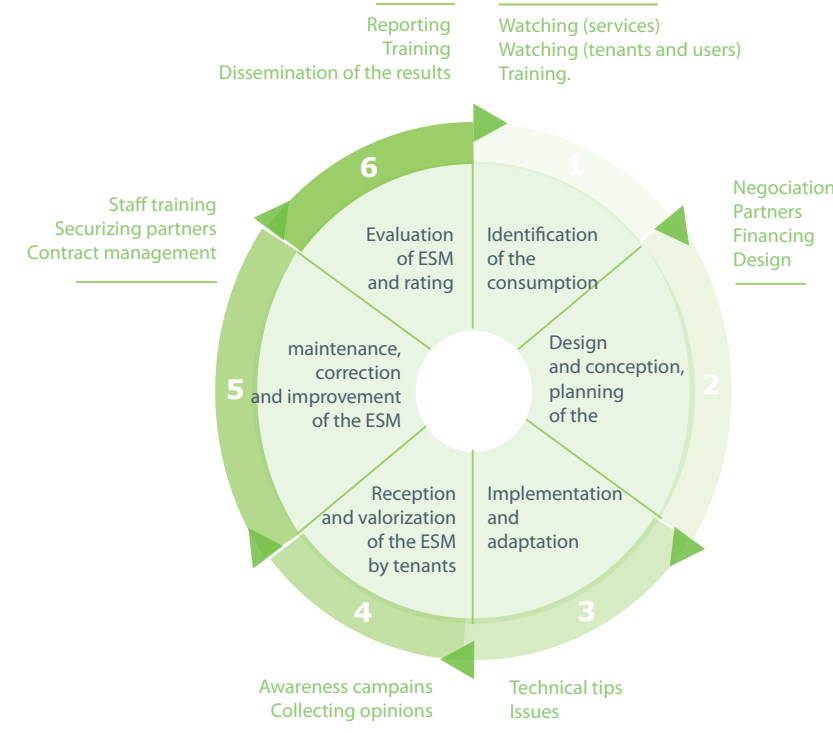 Reporting
Training
Dissemination of the results
Watching (services)
Watching (tenants and users)
Training.
6
1
Staff training
Securizing partners
Contract management
Negociation
Partners
Financing
Design
Evaluation
of ESM
and rating
Identification
of the
consumption
maintenance,
correction
and improvement
of the ESM
Design
and conception,
planning
of the
5
2
Reception
and valorization
of the ESM
by tenants
Implementation
and
adaptation
4
3
Awareness campains
Collecting opinions
Technical tips
Issues